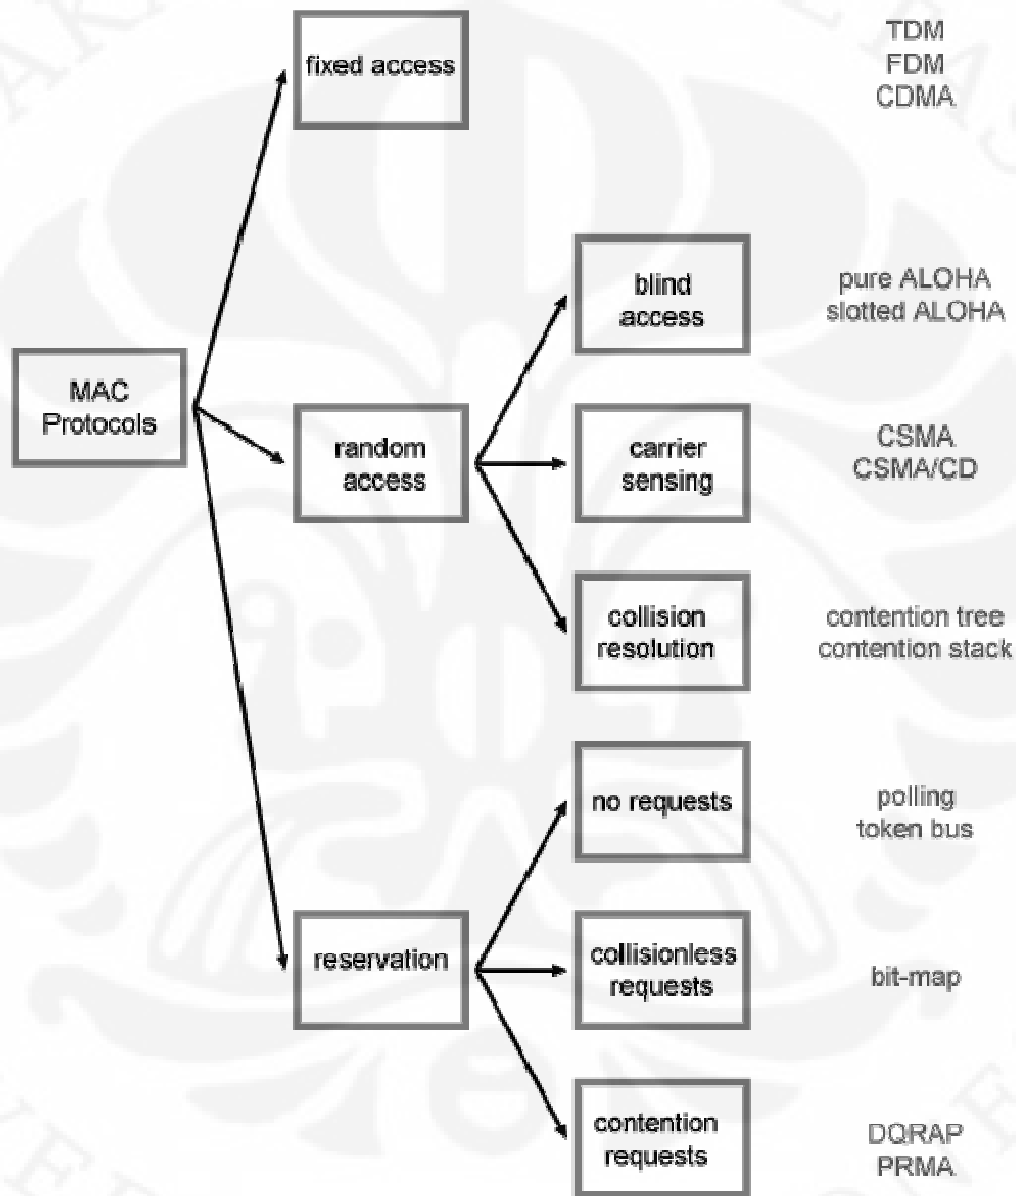 fixed access
TDM
FDM
CDMA
MAC
Protocols
random
access
blind
access
pure ALOHA
slotted ALOHA
carrier
sensing
CSMA
CSMA/CD
collision
resolution
contention tree
contention stack
reservation
no requests
polling
token bus
collisionless
requests
bit-map
contention
requests
DQRAP
PRMA